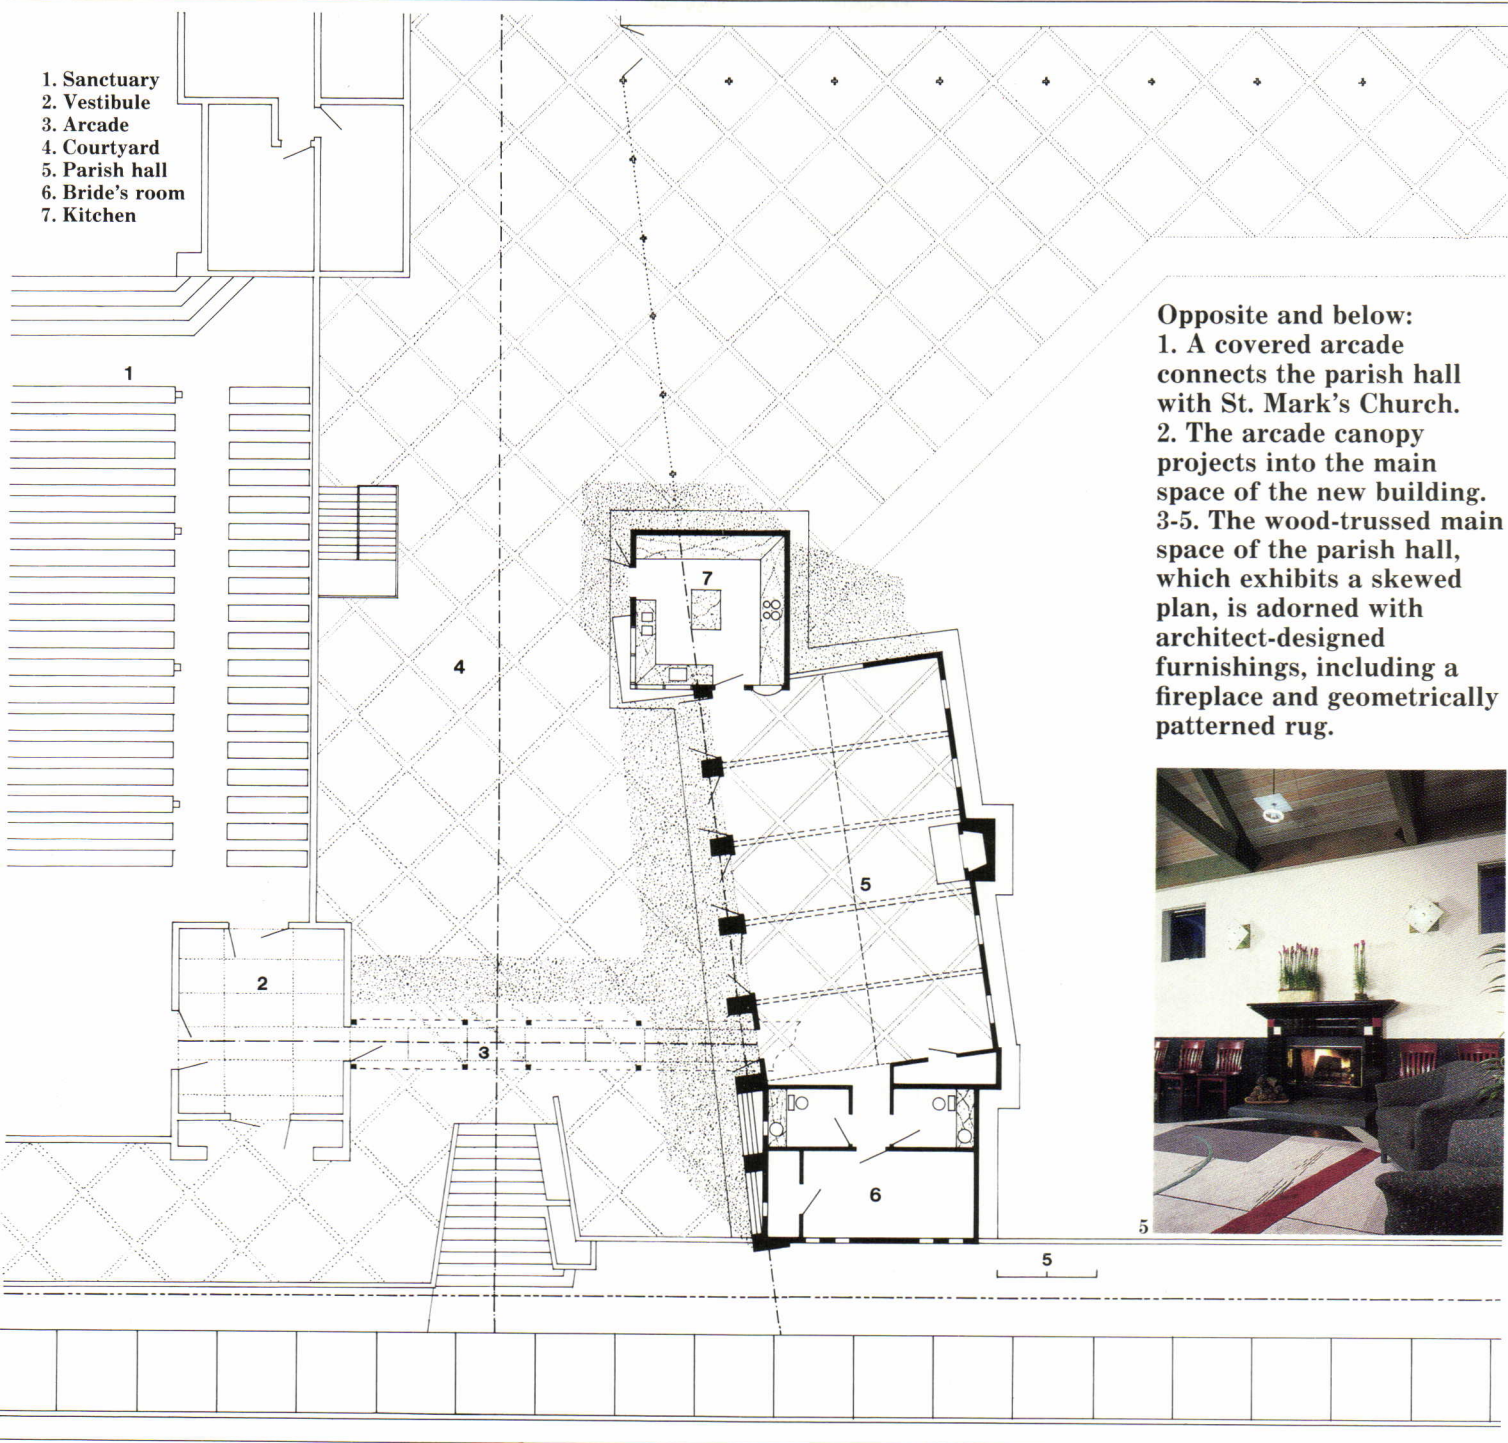 1. Sanctuary
2. Vestibule
3. Arcade
4. Courtyard
5. Parish hall
6. Bride's room
7. Kitchen
Opposite and below:
1. A covered arcade
connects the parish hall
with St. Mark's Church.
2. The arcade canopy
projects into the main
space of the new building.
3-5. The wood-trussed main
space of the parish hall,
which exhibits a skewed
plan, is adorned with
architect-designed
furnishings, including a
fireplace and geometrically
patterned rug.
1
7
4
5
2
3
6
5
5